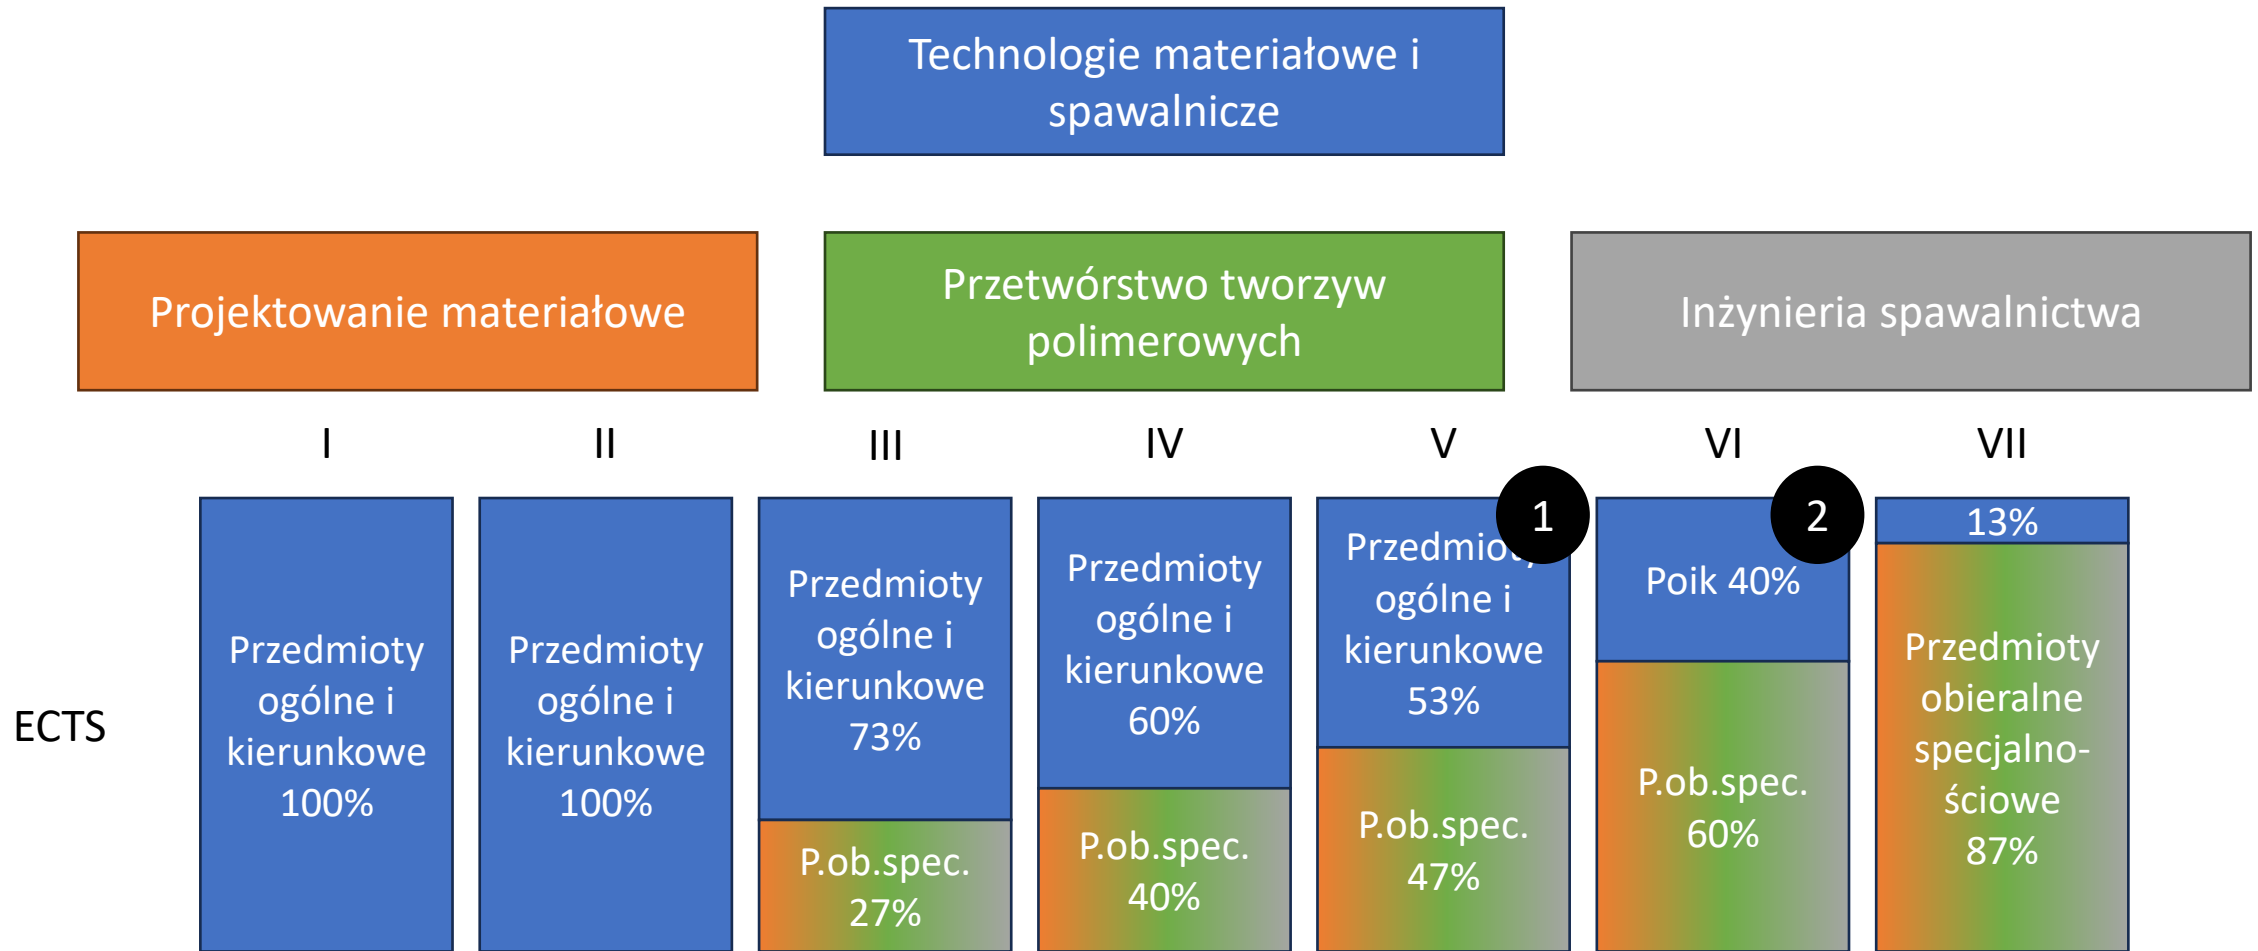 Technologie materiałowe i
spawalnicze
Projektowanie materiałowe
Przetwórstwo tworzyw
polimerowych
Inżynieria spawalnictwa
I
II
III
IV
V
VI
VII
ECTS
Przedmioty
ogólne i
kierunkowe
100%
Przedmioty
ogólne i
kierunkowe
100%
Przedmioty
ogólne i
kierunkowe
73%
P.ob.spec.
27%
Przedmioty
ogólne i
kierunkowe
60%
P.ob.spec.
40%
1
Przedmioty
ogólne i
kierunkowe
53%
P.ob.spec.
47%
2
Poik 40%
P.ob.spec.
60%
13%
Przedmioty
obieralne
specjalno-
ściowe
87%